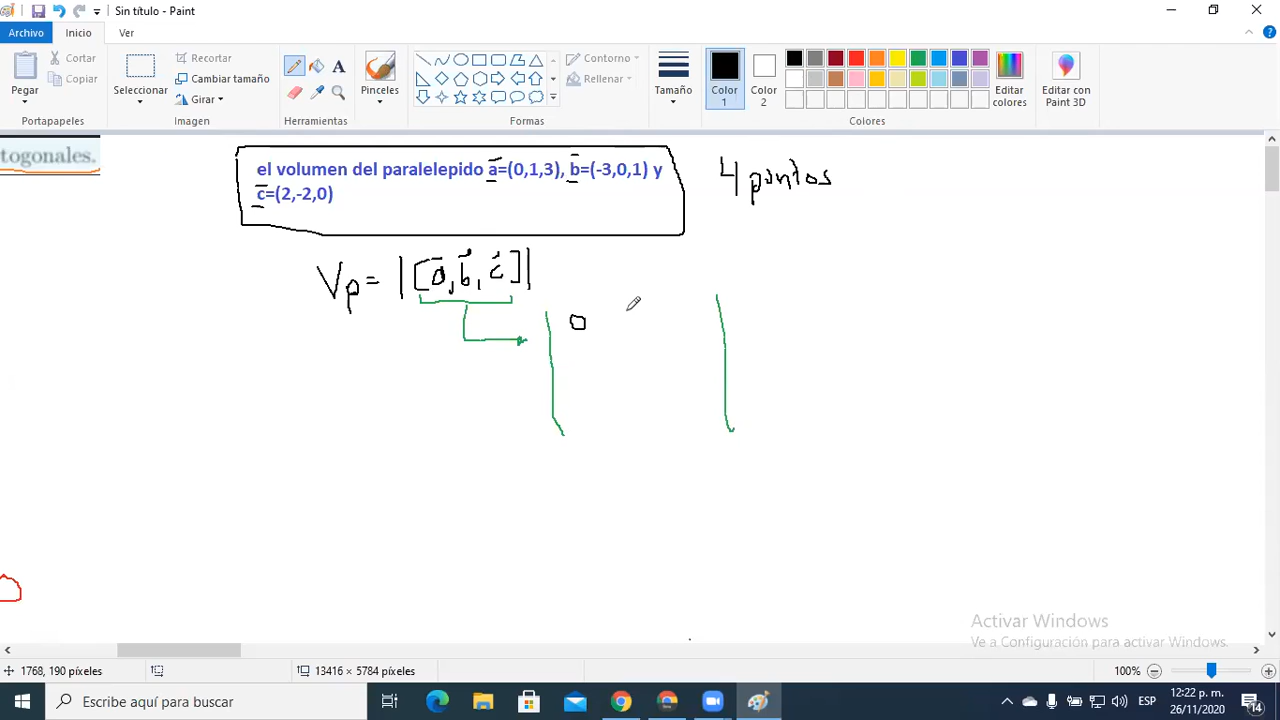 Sin título - Paint
Archivo Inicio Ver
Pegar
Cortar
Copiar
Portapapeles
Seleccionar
Recortar
Cambiar tamaño
Girar
Imagen
A
Herramientas
Pinceles
Contorno
Rellenar
Formas
Tamaño
Color 1
Color 2
Editar colores
Editar con Paint 3D
Colores
togonales.
el volumen del paralelepido a=(0,1,3), b=(-3,0,1) y
c=(2,-2,0)
4 puntos
Vp= |[a,b,c]|
0
Activar Windows
Ve a Configuración para activar Windows.
1768, 190 píxeles
13416 × 5784 píxeles
100%
Escribe aquí para buscar
ESP
12:22 p. m.
26/11/2020
14